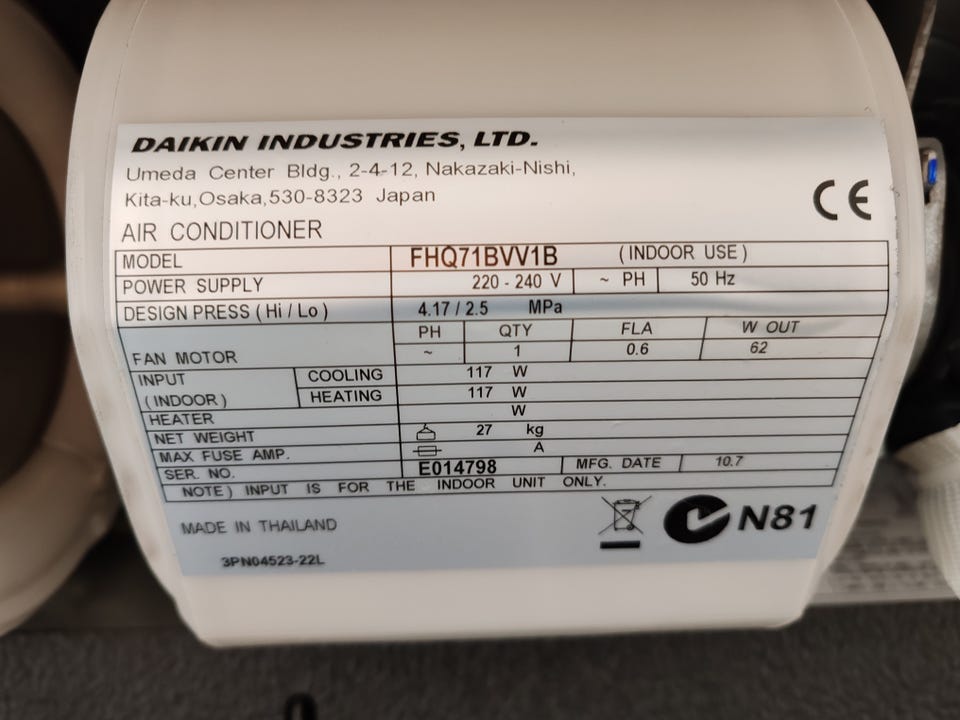 DAIKIN INDUSTRIES, LTD.
Umeda Center Bldg., 2-4-12, Nakazaki-Nishi,
Kita-ku,Osaka,530-8323 Japan
CE
AIR CONDITIONER
MODEL FHQ71BVV1B (INDOOR USE)
POWER SUPPLY 220 - 240 V ~ PH 50 Hz
DESIGN PRESS (Hi / Lo) 4.17 / 2.5 MPa
PH QTY FLA W OUT
FAN MOTOR ~ 1 0.6 62
INPUT (INDOOR) COOLING 117 W
HEATING 117 W
HEATER W
NET WEIGHT 27 kg
MAX FUSE AMP. A
SER. NO. E014798 MFG. DATE 10.7
NOTE) INPUT IS FOR THE INDOOR UNIT ONLY.
MADE IN THAILAND
N81
3PN04523-22L